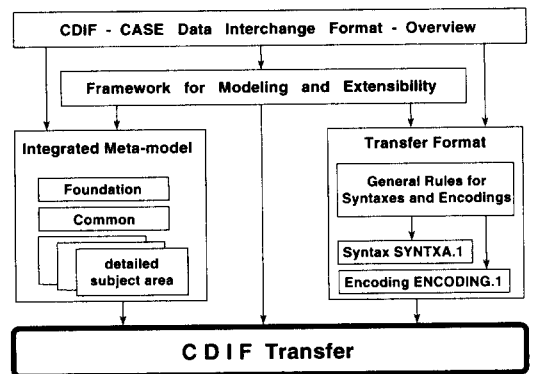 CDIF - CASE Data Interchange Format - Overview
Framework for Modeling and Extensibility
Integrated Meta-model
Foundation
Common
detailed
subject area
Transfer Format
General Rules for
Syntaxes and Encodings
Syntax SYNTXA.1
Encoding ENCODING.1
CDIF Transfer